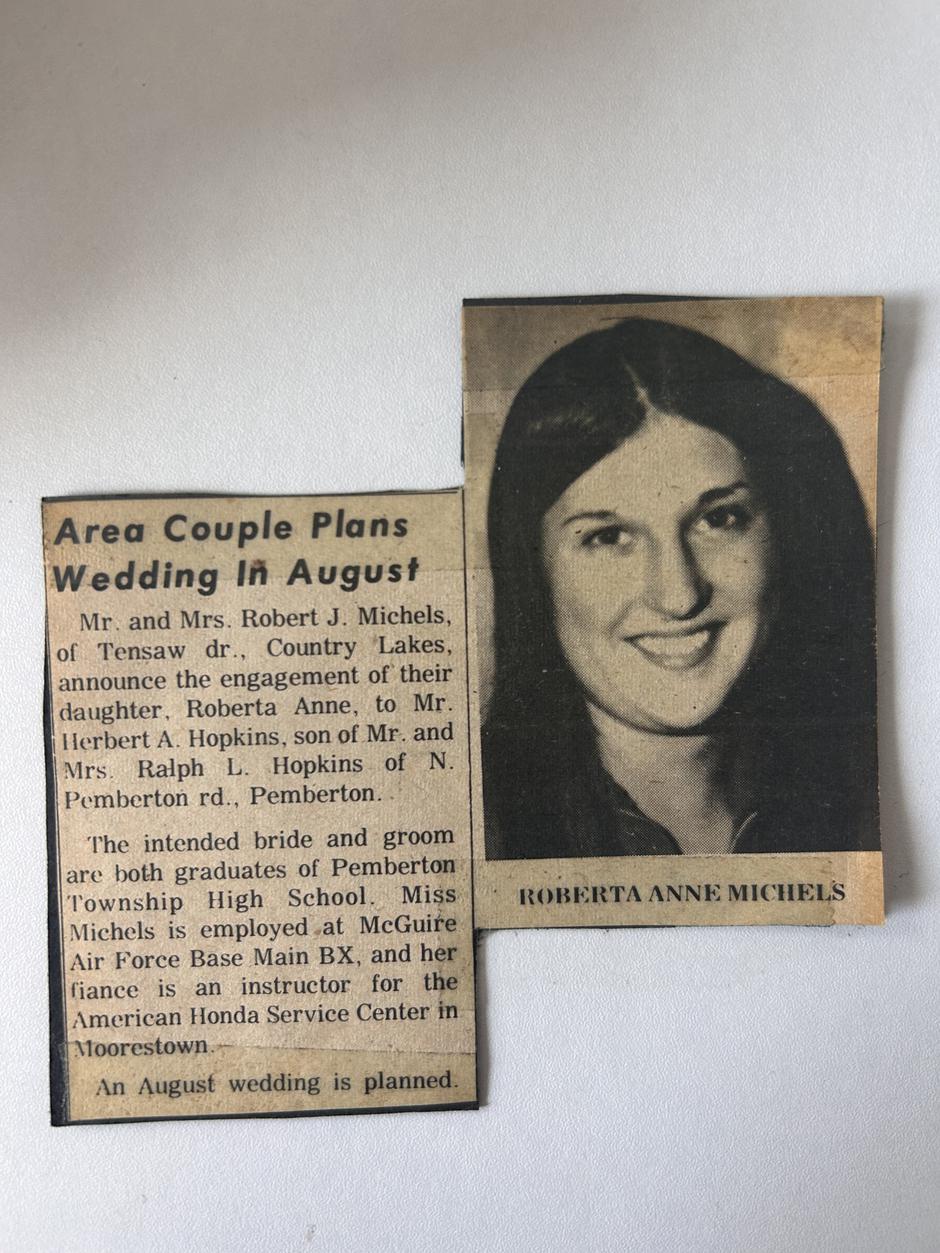 Area Couple Plans
Wedding In August
Mr. and Mrs. Robert J. Michels,
of Tensaw dr., Country Lakes,
announce the engagement of their
daughter, Roberta Anne, to Mr.
Herbert A. Hopkins, son of Mr. and
Mrs. Ralph L. Hopkins of N.
Pemberton rd., Pemberton.
The intended bride and groom
are both graduates of Pemberton
Township High School. Miss
Michels is employed at McGuire
Air Force Base Main BX, and her
fiance is an instructor for the
American Honda Service Center in
Moorestown.
An August wedding is planned.
ROBERTA ANNE MICHELS